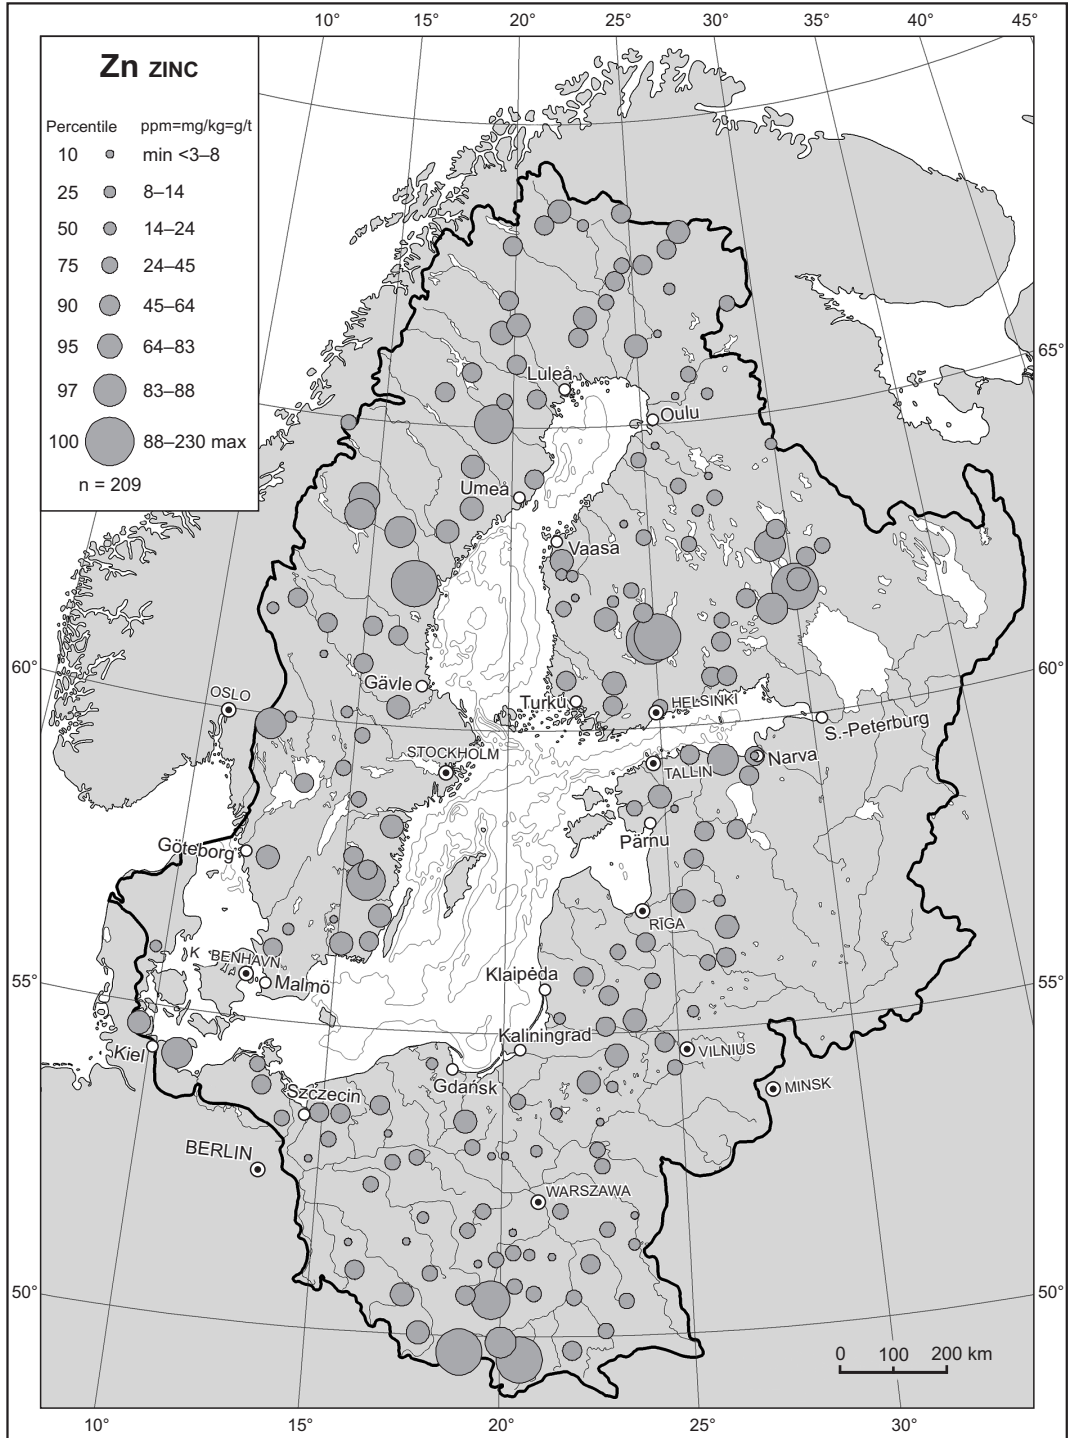 10° 15° 20° 25° 30° 35° 40° 45°
Zn ZINC
Percentile ppm=mg/kg=g/t
10 min <3–8
25 8–14
50 14–24
75 24–45
90 45–64
95 64–83
97 83–88
100 88–230 max
n = 209
65°
Luleå
Oulu
Umeå
Vaasa
60° 60°
Gävle
OSLO
Turku
HELSINKI
S.-Peterburg
STOCKHOLM
Narva
TALLIN
Göteborg
Pärnu
RĪGA
K BENHAVN
Malmö
Klaipėda
55° 55°
Kaliningrad
Kiel
VILNIUS
Gdańsk
MINSK
Szczecin
BERLIN
WARSZAWA
50° 50°
0 100 200 km
10° 15° 20° 25° 30°